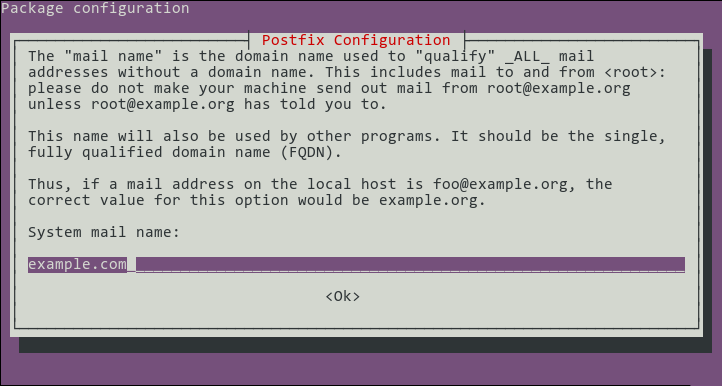 Package configuration
Postfix Configuration
The "mail name" is the domain name used to "qualify" _ALL_ mail
addresses without a domain name. This includes mail to and from <root>:
please do not make your machine send out mail from root@example.org
unless root@example.org has told you to.
This name will also be used by other programs. It should be the single,
fully qualified domain name (FQDN).
Thus, if a mail address on the local host is foo@example.org, the
correct value for this option would be example.org.
System mail name:
example.com
<Ok>